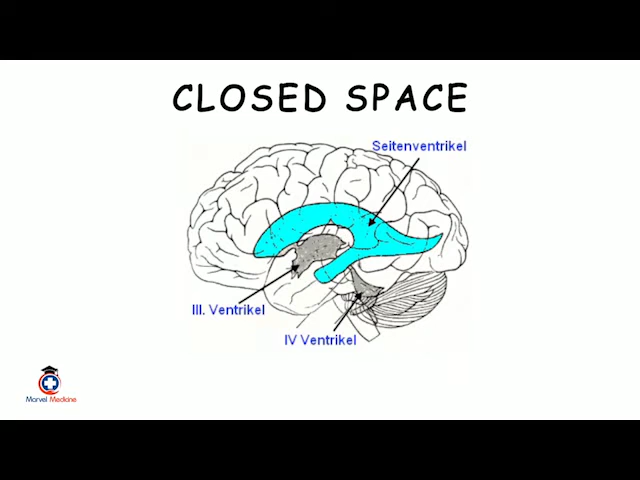 CLOSED SPACE
Seitenventrikel
III. Ventrikel
IV Ventrikel
Marvel Medicine